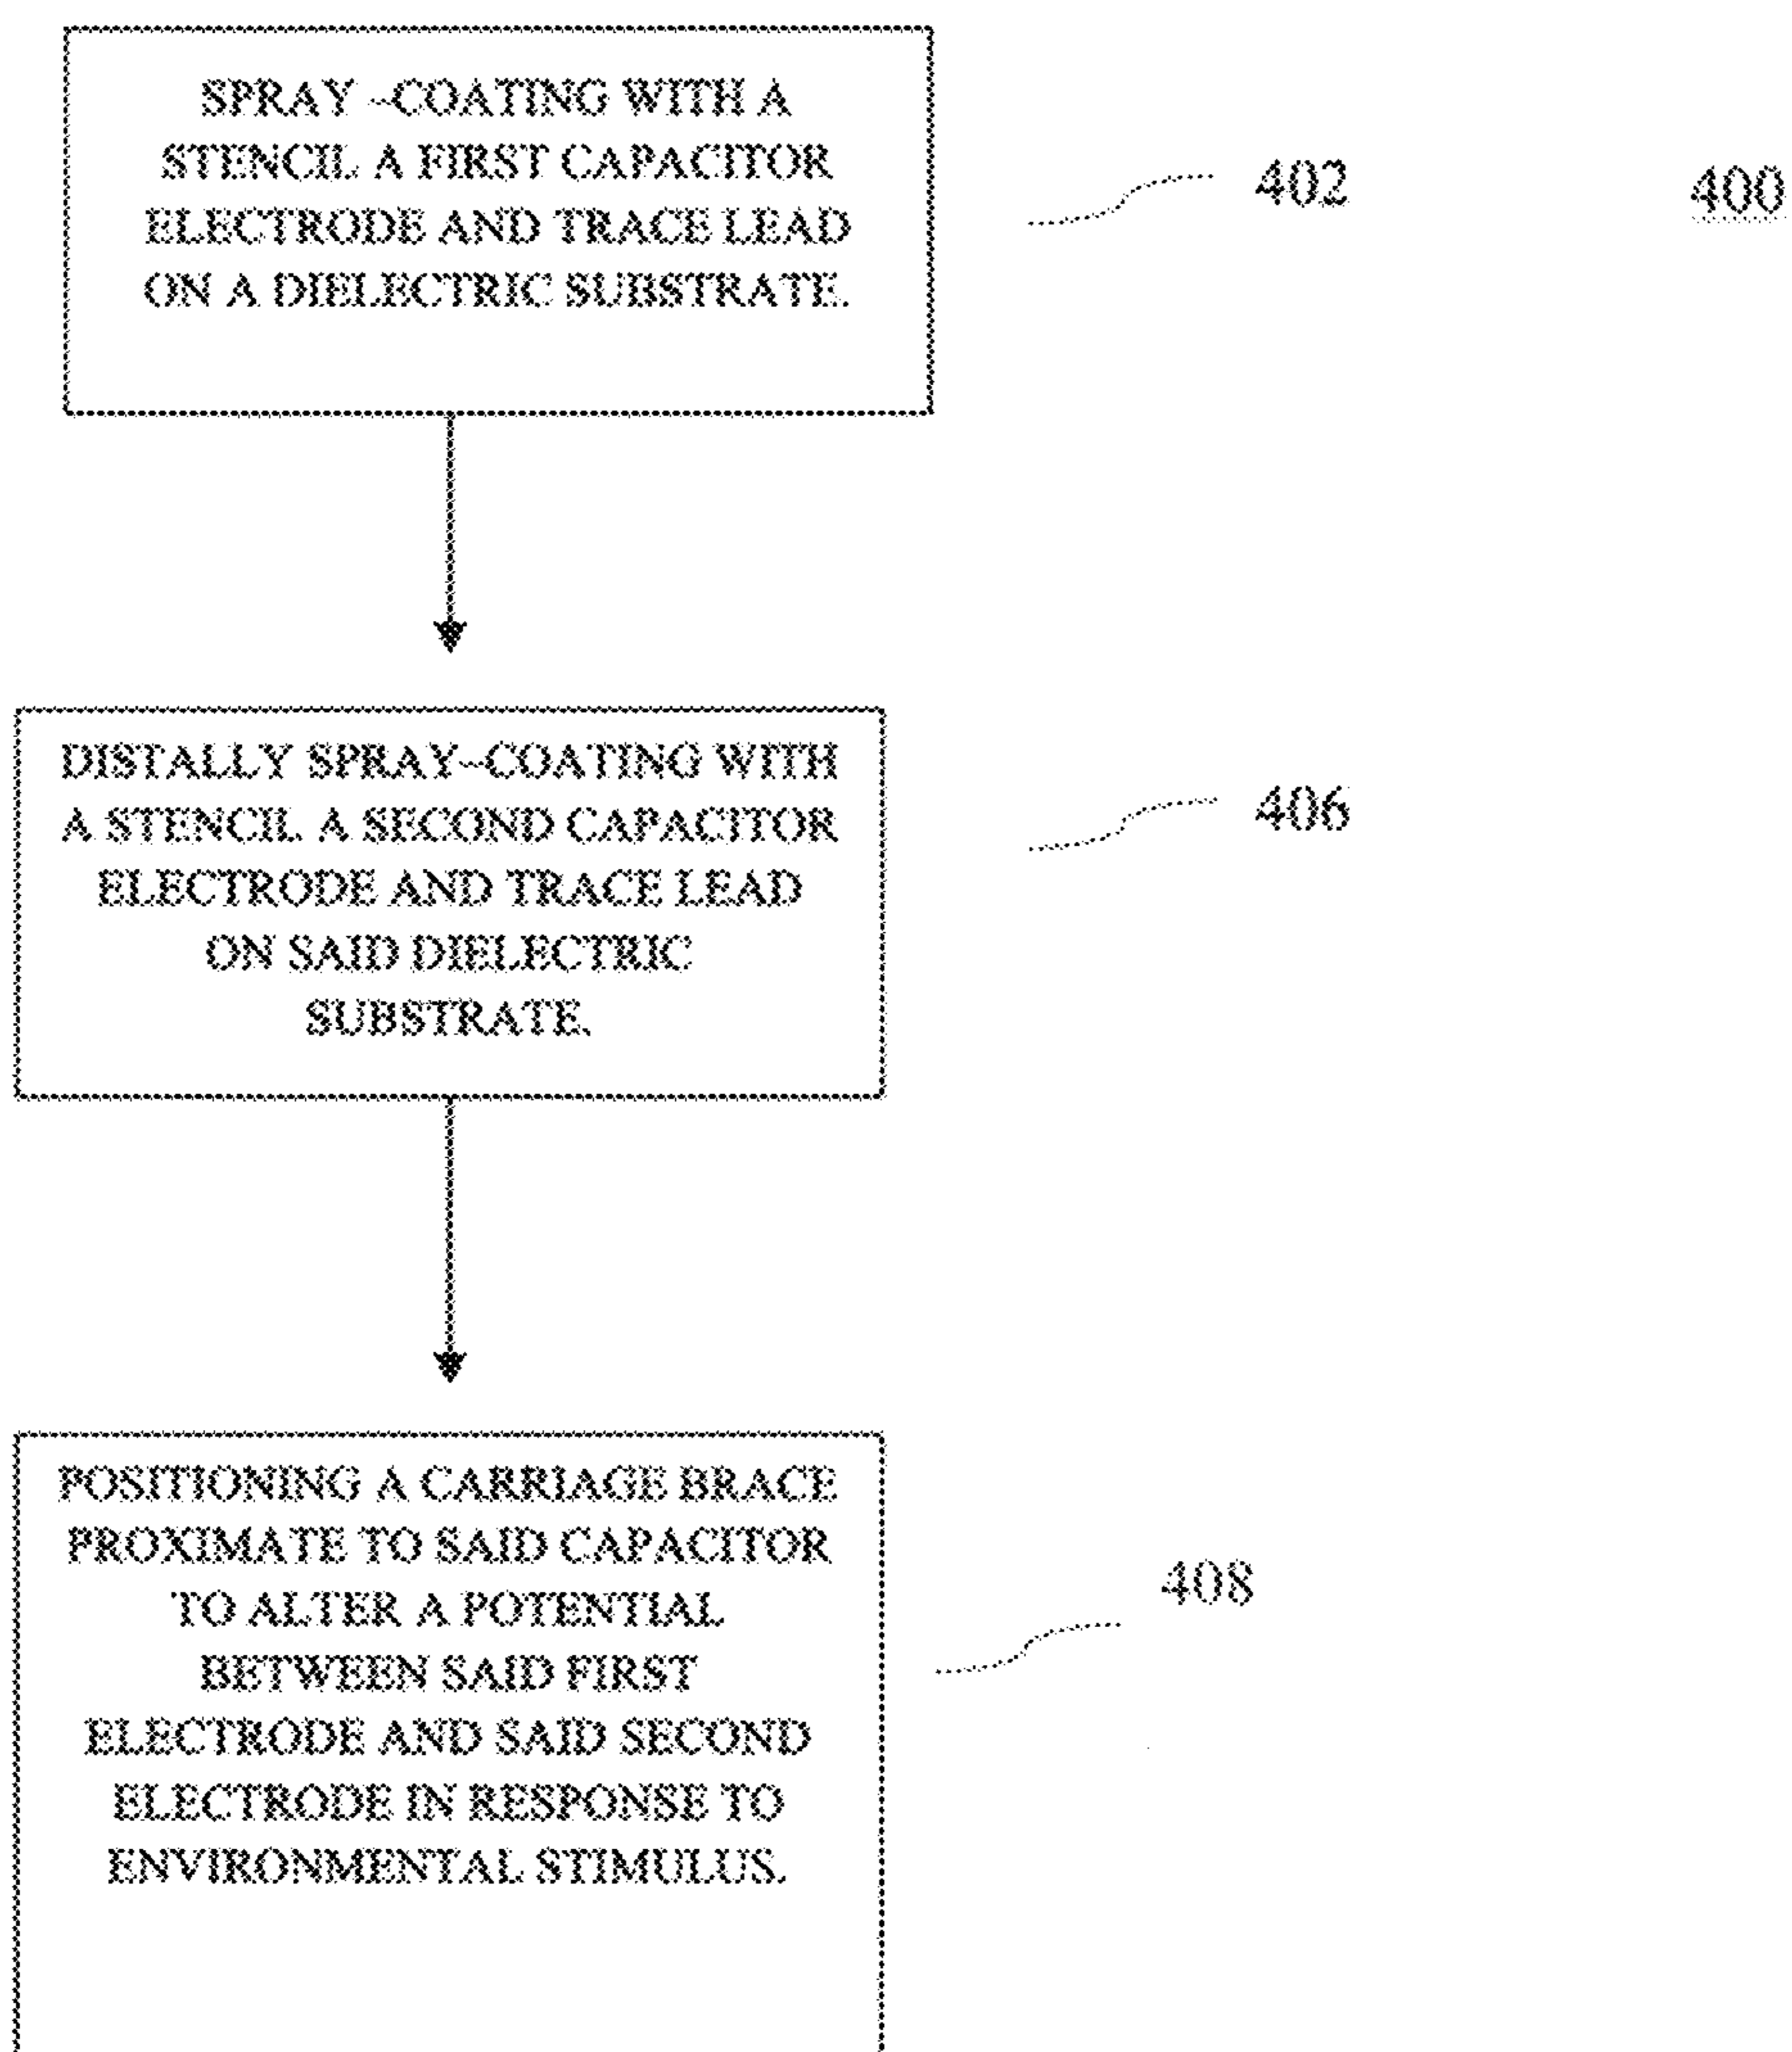 SPRAY -COATING WITH A
STENCIL A FIRST CAPACITOR
ELECTRODE AND TRACE LEAD
ON A DIELECTRIC SUBSTRATE.
402
400
DISTALLY SPRAY-COATING WITH
A STENCIL A SECOND CAPACITOR
ELECTRODE AND TRACE LEAD
ON SAID DIELECTRIC
SUBSTRATE.
406
POSITIONING A CARRIAGE BRACE
PROXIMATE TO SAID CAPACITOR
TO ALTER A POTENTIAL
BETWEEN SAID FIRST
ELECTRODE AND SAID SECOND
ELECTRODE IN RESPONSE TO
ENVIRONMENTAL STIMULUS.
408